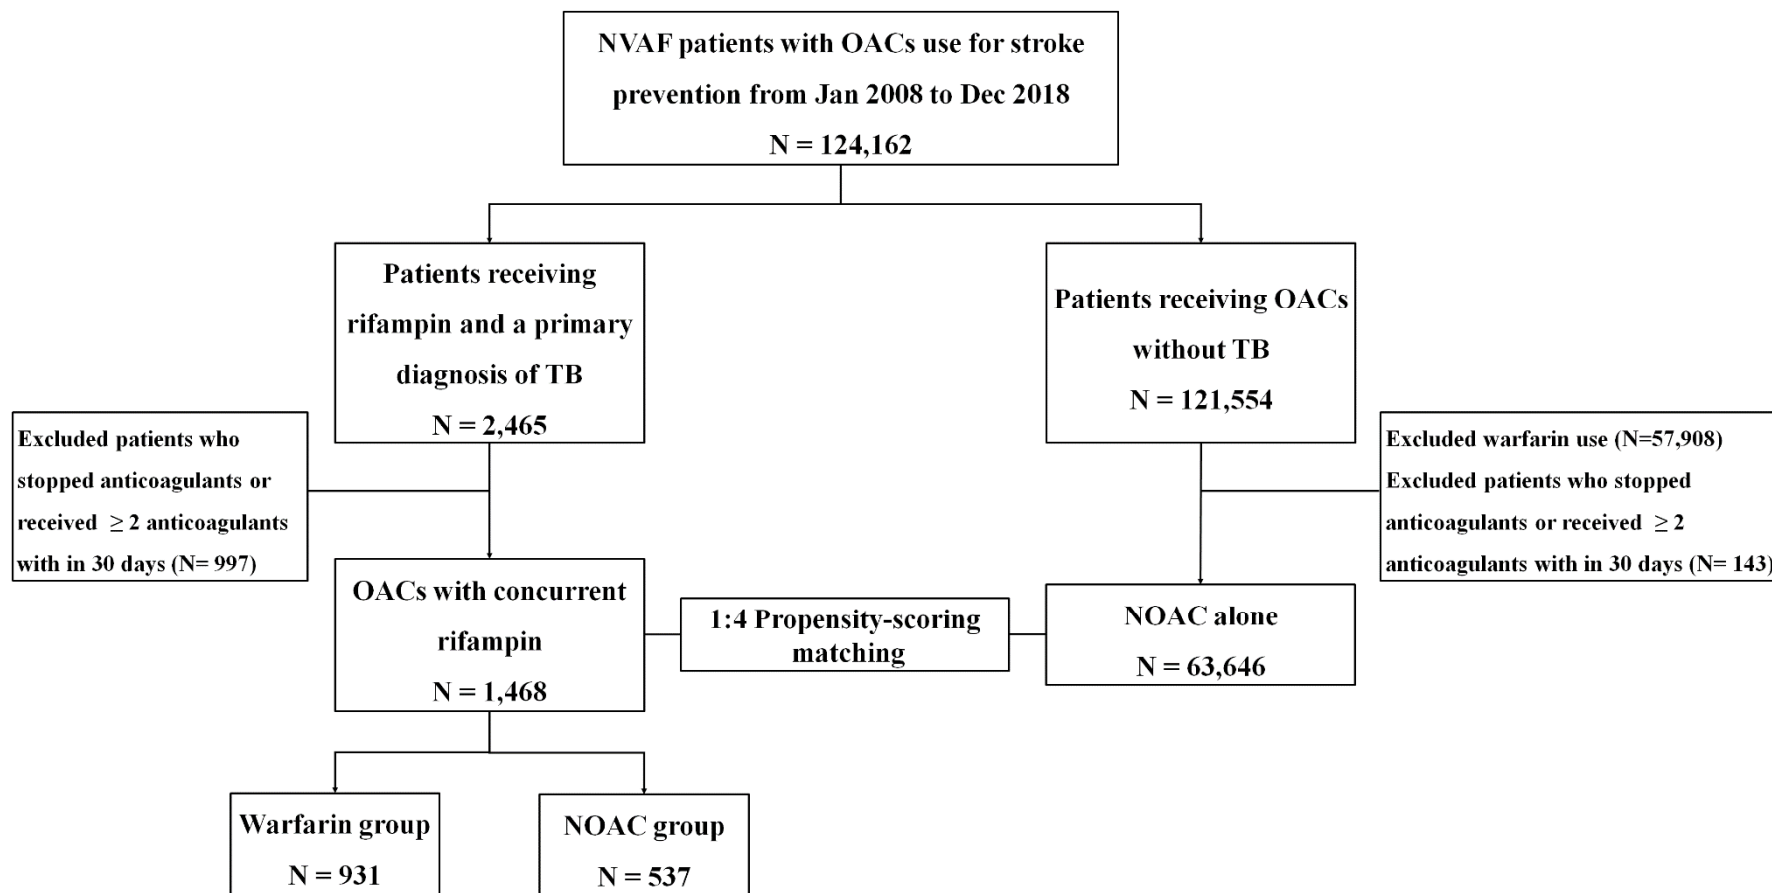 NVAF patients with OACs use for stroke
prevention from Jan 2008 to Dec 2018
N = 124,162
Patients receiving
rifampin and a primary
diagnosis of TB
N = 2,465
Patients receiving OACs
without TB
N = 121,554
Excluded patients who
stopped anticoagulants or
received ≥ 2 anticoagulants
with in 30 days (N= 997)
Excluded warfarin use (N=57,908)
Excluded patients who stopped
anticoagulants or received ≥ 2
anticoagulants with in 30 days (N= 143)
OACs with concurrent
rifampin
N = 1,468
1:4 Propensity-scoring
matching
NOAC alone
N = 63,646
Warfarin group
N = 931
NOAC group
N = 537